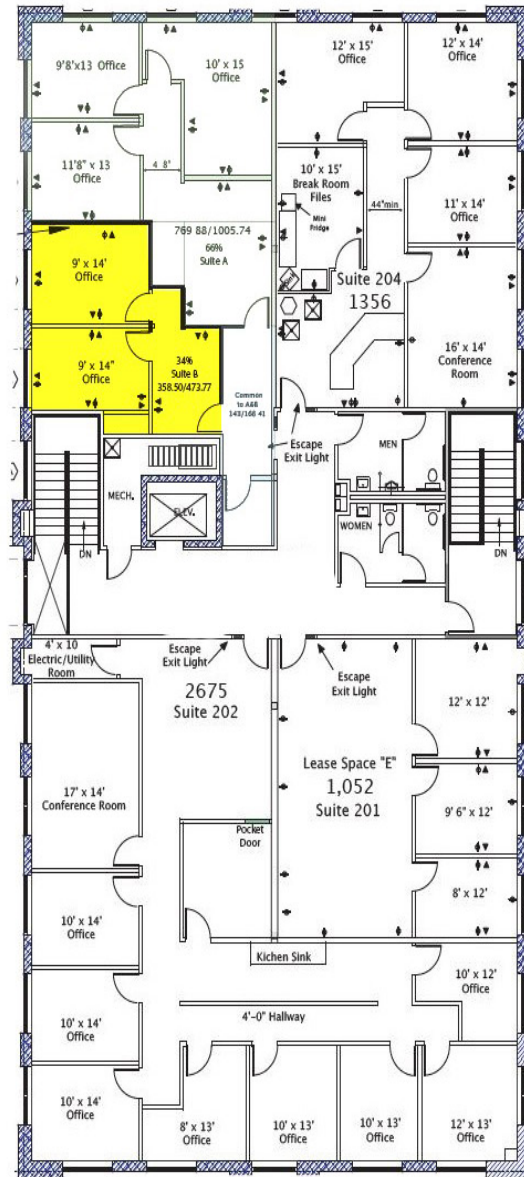 9'8'x13 Office
10' x 15
Office
12' x 15'
Office
12' x 14'
Office
11'8" x 13
Office
4 8'
10' x 15'
Break Room
Files
Mini
Fridge
44"min
11' x 14'
Office
769 88/1005.74
66%
Suite A
9' x 14'
Office
Suite 204
1356
16' x 14'
Conference
Room
9' x 14"
Office
34%
Suite B
358.50/473.77
Common
to A&B
143/168 41
Escape
Exit Light
MEN
MECH.
ELEV.
WOMEN
DN
DN
4' x 10
Electric/Utility
Room
Escape
Exit Light
Escape
Exit Light
2675
Suite 202
12' x 12'
Lease Space "E"
1,052
Suite 201
17' x 14'
Conference Room
9' 6" x 12'
Pocket
Door
8' x 12'
10' x 14'
Office
Kichen Sink
10' x 12'
Office
10' x 14'
Office
4'-0" Hallway
10' x 14'
Office
8' x 13'
Office
10' x 13'
Office
10' x 13'
Office
12' x 13'
Office